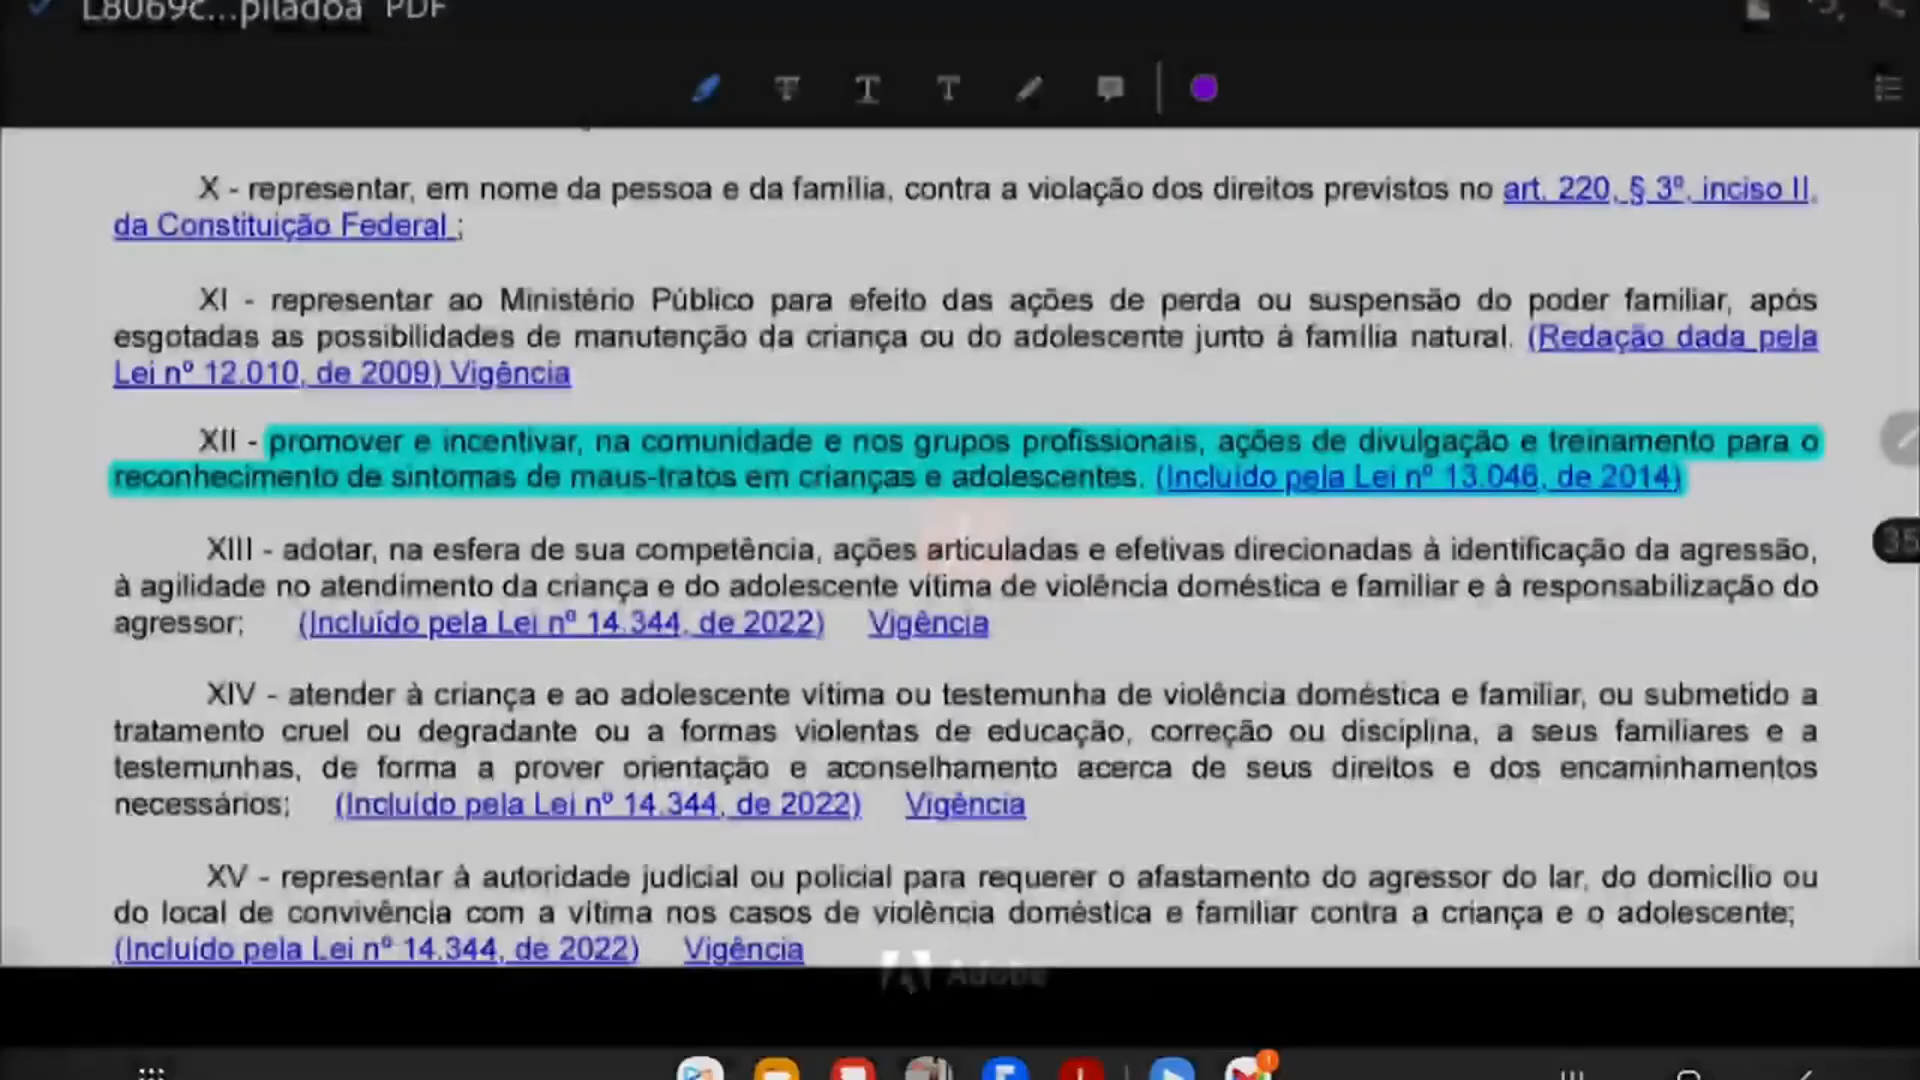 L8069c...piladoa PDF
X - representar, em nome da pessoa e da família, contra a violação dos direitos previstos no art. 220, § 3º, inciso II,
da Constituição Federal ;
XI - representar ao Ministério Público para efeito das ações de perda ou suspensão do poder familiar, após
esgotadas as possibilidades de manutenção da criança ou do adolescente junto à família natural. (Redação dada pela
Lei nº 12.010, de 2009) Vigência
XII - promover e incentivar, na comunidade e nos grupos profissionais, ações de divulgação e treinamento para o
reconhecimento de sintomas de maus-tratos em crianças e adolescentes. (Incluído pela Lei nº 13.046, de 2014)
XIII - adotar, na esfera de sua competência, ações articuladas e efetivas direcionadas à identificação da agressão,
à agilidade no atendimento da criança e do adolescente vítima de violência doméstica e familiar e à responsabilização do
agressor; (Incluído pela Lei nº 14.344, de 2022) Vigência
35
XIV - atender à criança e ao adolescente vítima ou testemunha de violência doméstica e familiar, ou submetido a
tratamento cruel ou degradante ou a formas violentas de educação, correção ou disciplina, a seus familiares e a
testemunhas, de forma a prover orientação e aconselhamento acerca de seus direitos e dos encaminhamentos
necessários; (Incluído pela Lei nº 14.344, de 2022) Vigência
XV - representar à autoridade judicial ou policial para requerer o afastamento do agressor do lar, do domicílio ou
do local de convivência com a vítima nos casos de violência doméstica e familiar contra a criança e o adolescente;
(Incluído pela Lei nº 14.344, de 2022) Vigência
Adobe